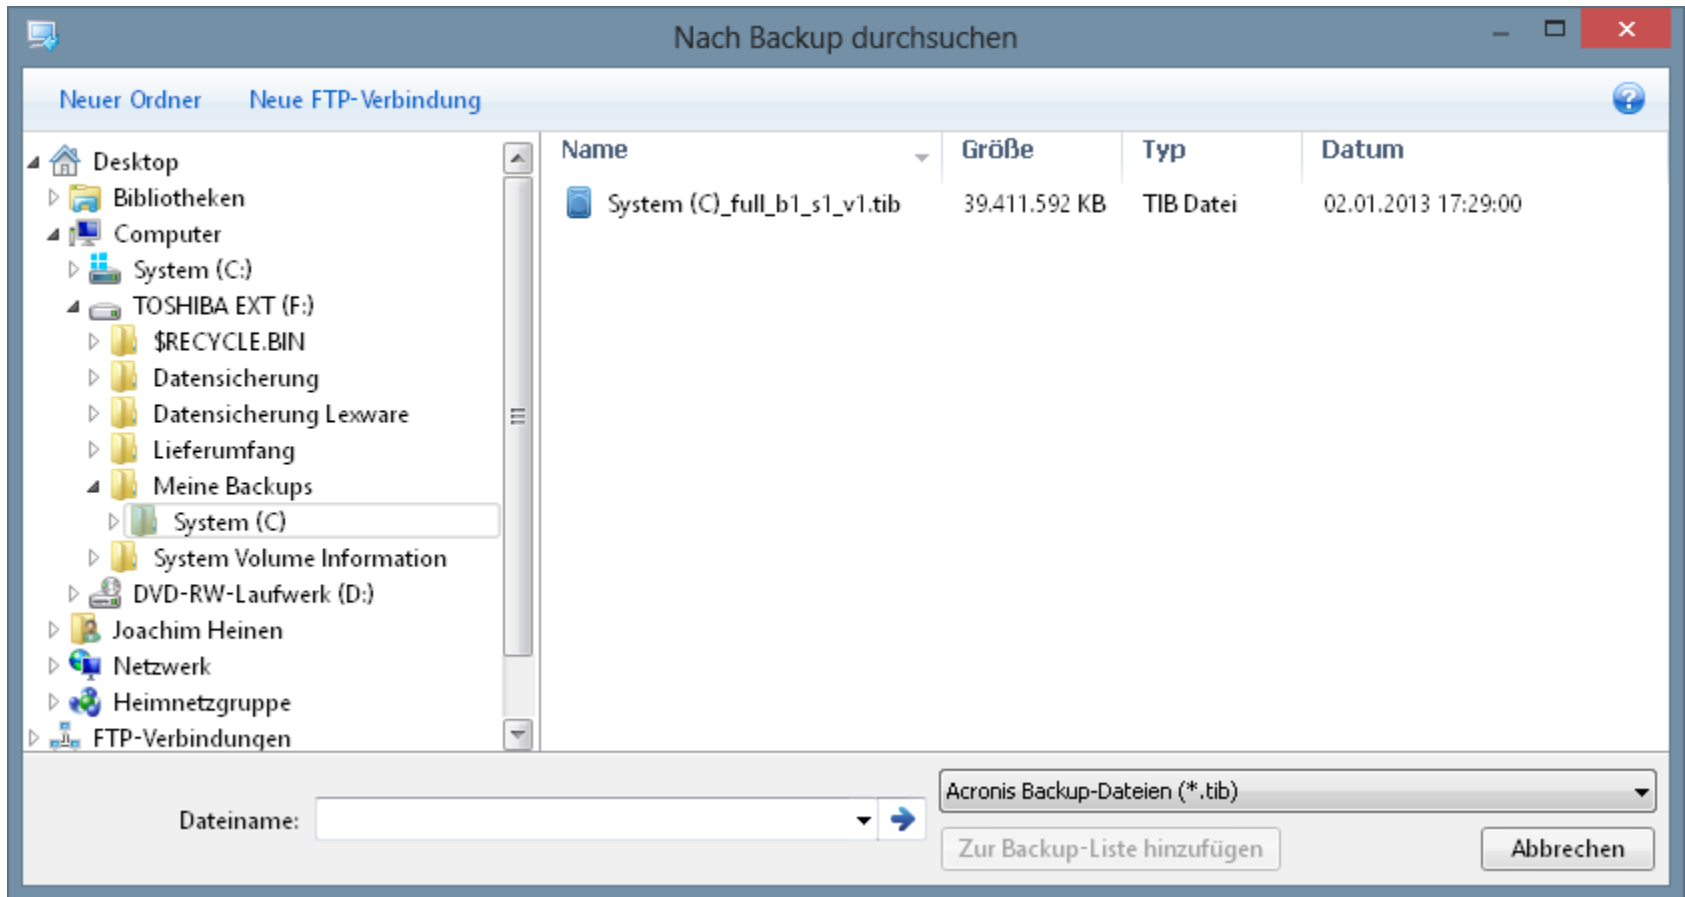 Nach Backup durchsuchen
Neuer Ordner Neue FTP-Verbindung
Desktop
Bibliotheken
Computer
System (C:)
TOSHIBA EXT (F:)
$RECYCLE.BIN
Datensicherung
Datensicherung Lexware
Lieferumfang
Meine Backups
System (C)
System Volume Information
DVD-RW-Laufwerk (D:)
Joachim Heinen
Netzwerk
Heimnetzgruppe
FTP-Verbindungen
Name Größe Typ Datum
System (C)_full_b1_s1_v1.tib 39.411.592 KB TIB Datei 02.01.2013 17:29:00
Dateiname:
Acronis Backup-Dateien (*.tib)
Zur Backup-Liste hinzufügen Abbrechen